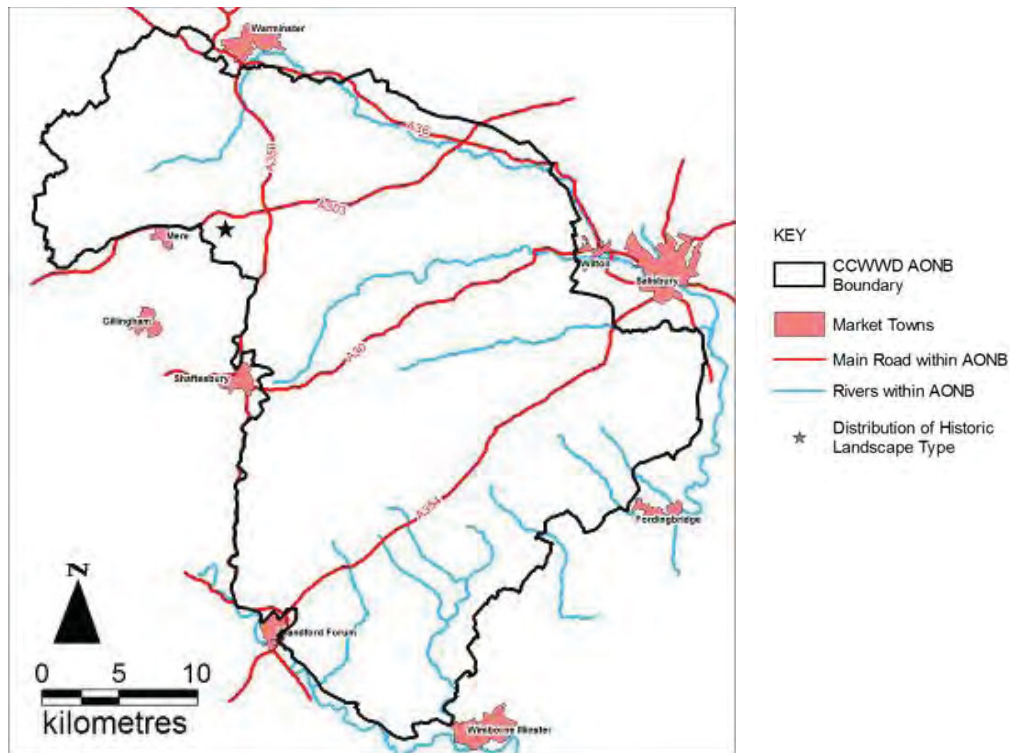 Warminster
A36
A350
A303
Mere
Wilton
Salisbury
Gillingham
A30
Shaftesbury
A354
Fordingbridge
landford Forum
Wimborne Minster
N
0 5 10
kilometres
KEY
CCWWD AONB
Boundary
Market Towns
Main Road within AONB
Rivers within AONB
Distribution of Historic
Landscape Type